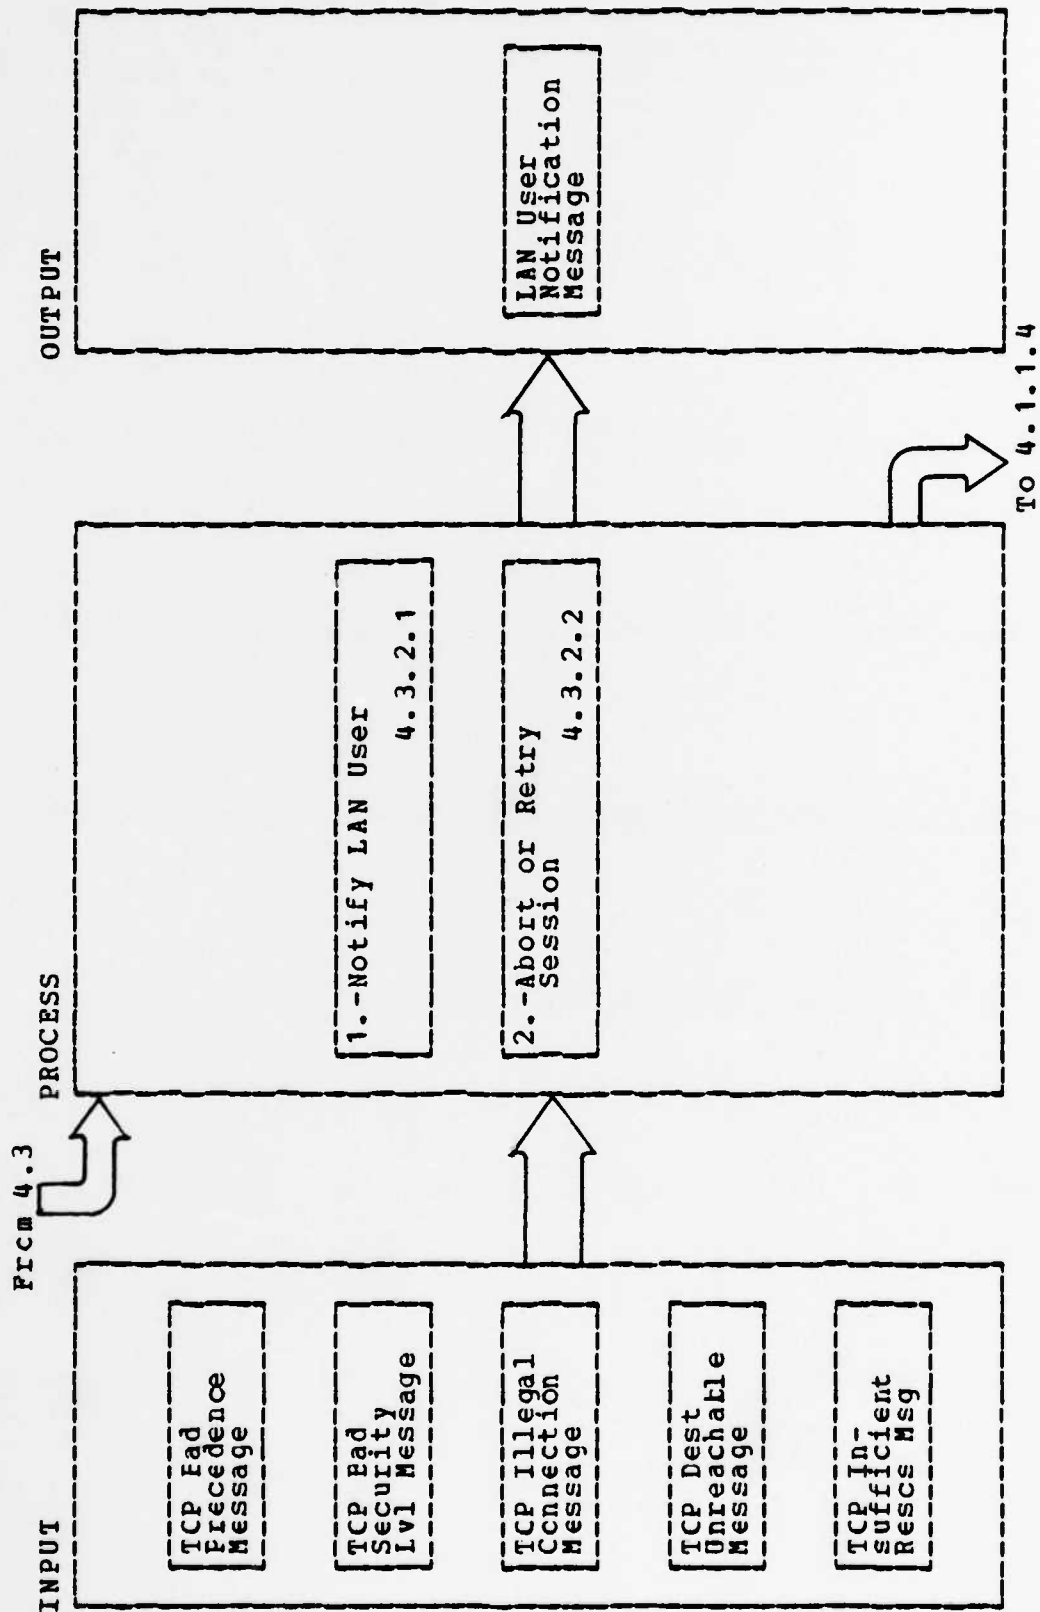 From 4.3
INPUT
TCP Bad
Precedence
Message
TCP Bad
Security
Lvl Message
TCP Illegal
Connection
Message
TCP Dest
Unreachable
Message
TCP In-
sufficient
Rescs Msg
PROCESS
1.-Notify LAN User
4.3.2.1
2.-Abort or Retry
Session
4.3.2.2
OUTPUT
LAN User
Notification
Message
To 4.1.1.4